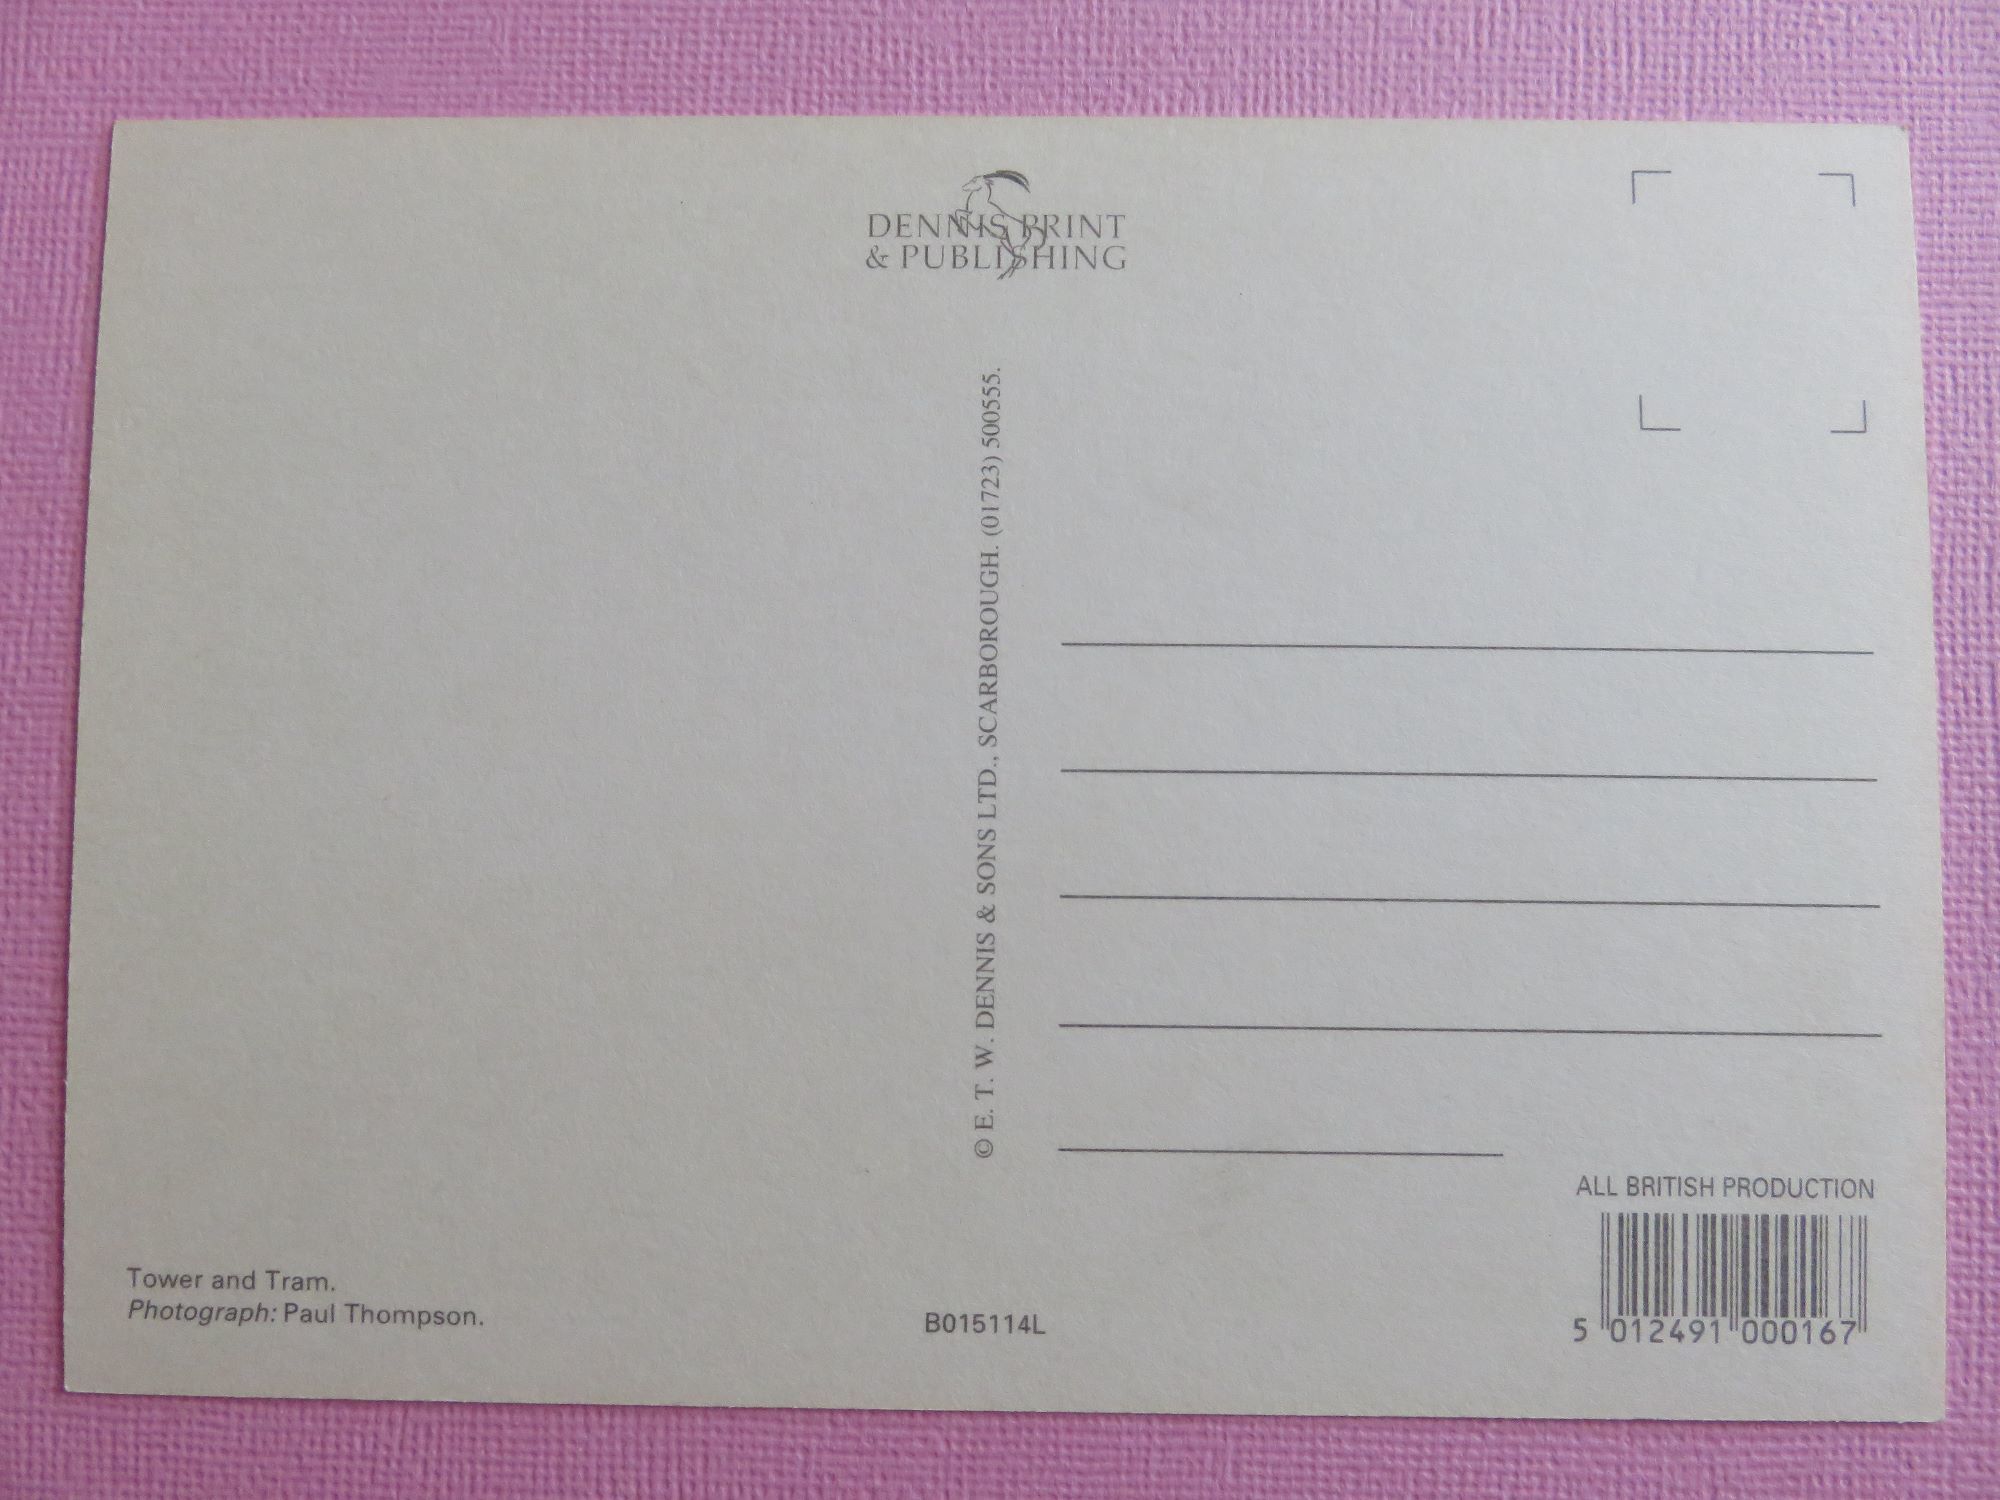 DENNIS PRINT
& PUBLISHING
© E. T. W. DENNIS & SONS LTD., SCARBOROUGH. (01723) 500555.
ALL BRITISH PRODUCTION
5 012491 000167
Tower and Tram.
Photograph: Paul Thompson.
B015114L